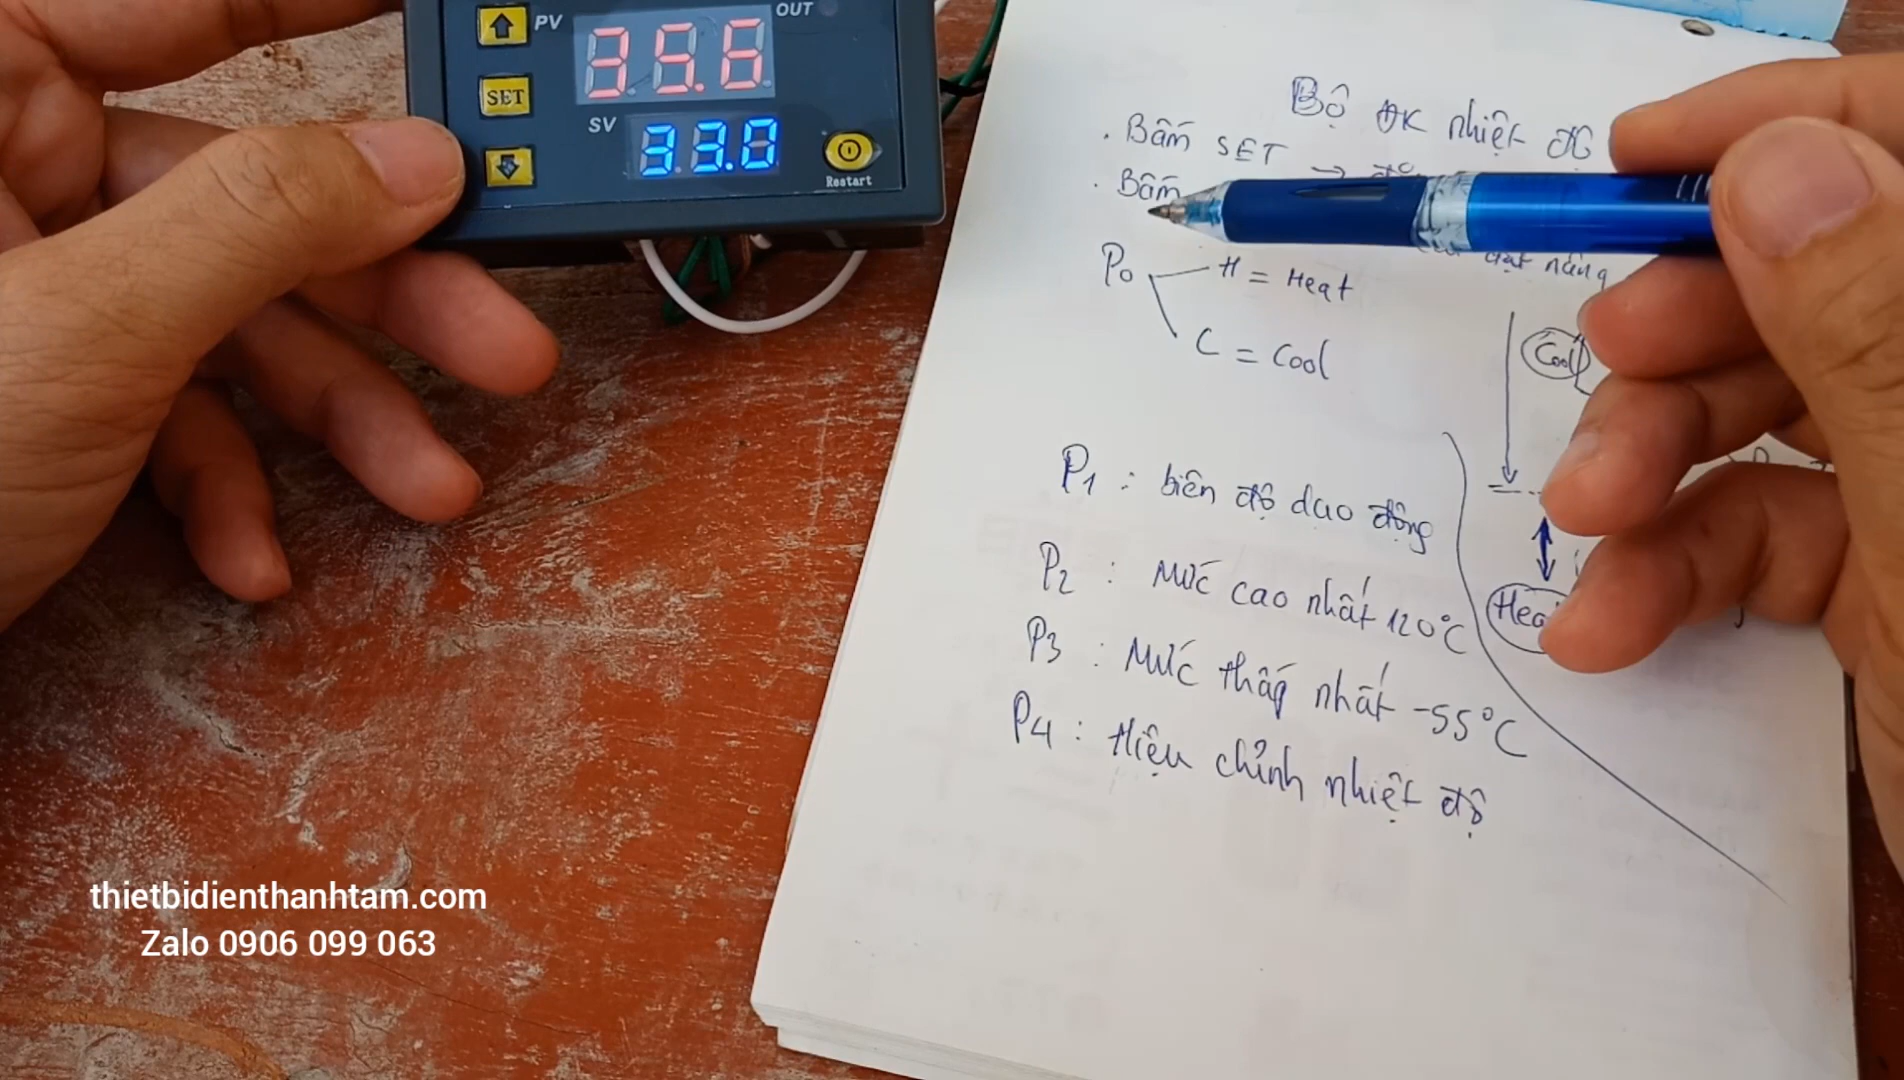 PV
OUT
35.6
SET
SV
33.0
Restart
Bộ ĐK nhiệt độ
. Bấm SET →
. Bấm
đạt năng
P0 H = Heat
C = Cool
Cool
P1 : biên độ dao động
P2 : Mức cao nhất 120°C
P3 : Mức thấp nhất -55°C
P4 : Hiệu chỉnh nhiệt độ
thietbidienthanhtam.com
Zalo 0906 099 063